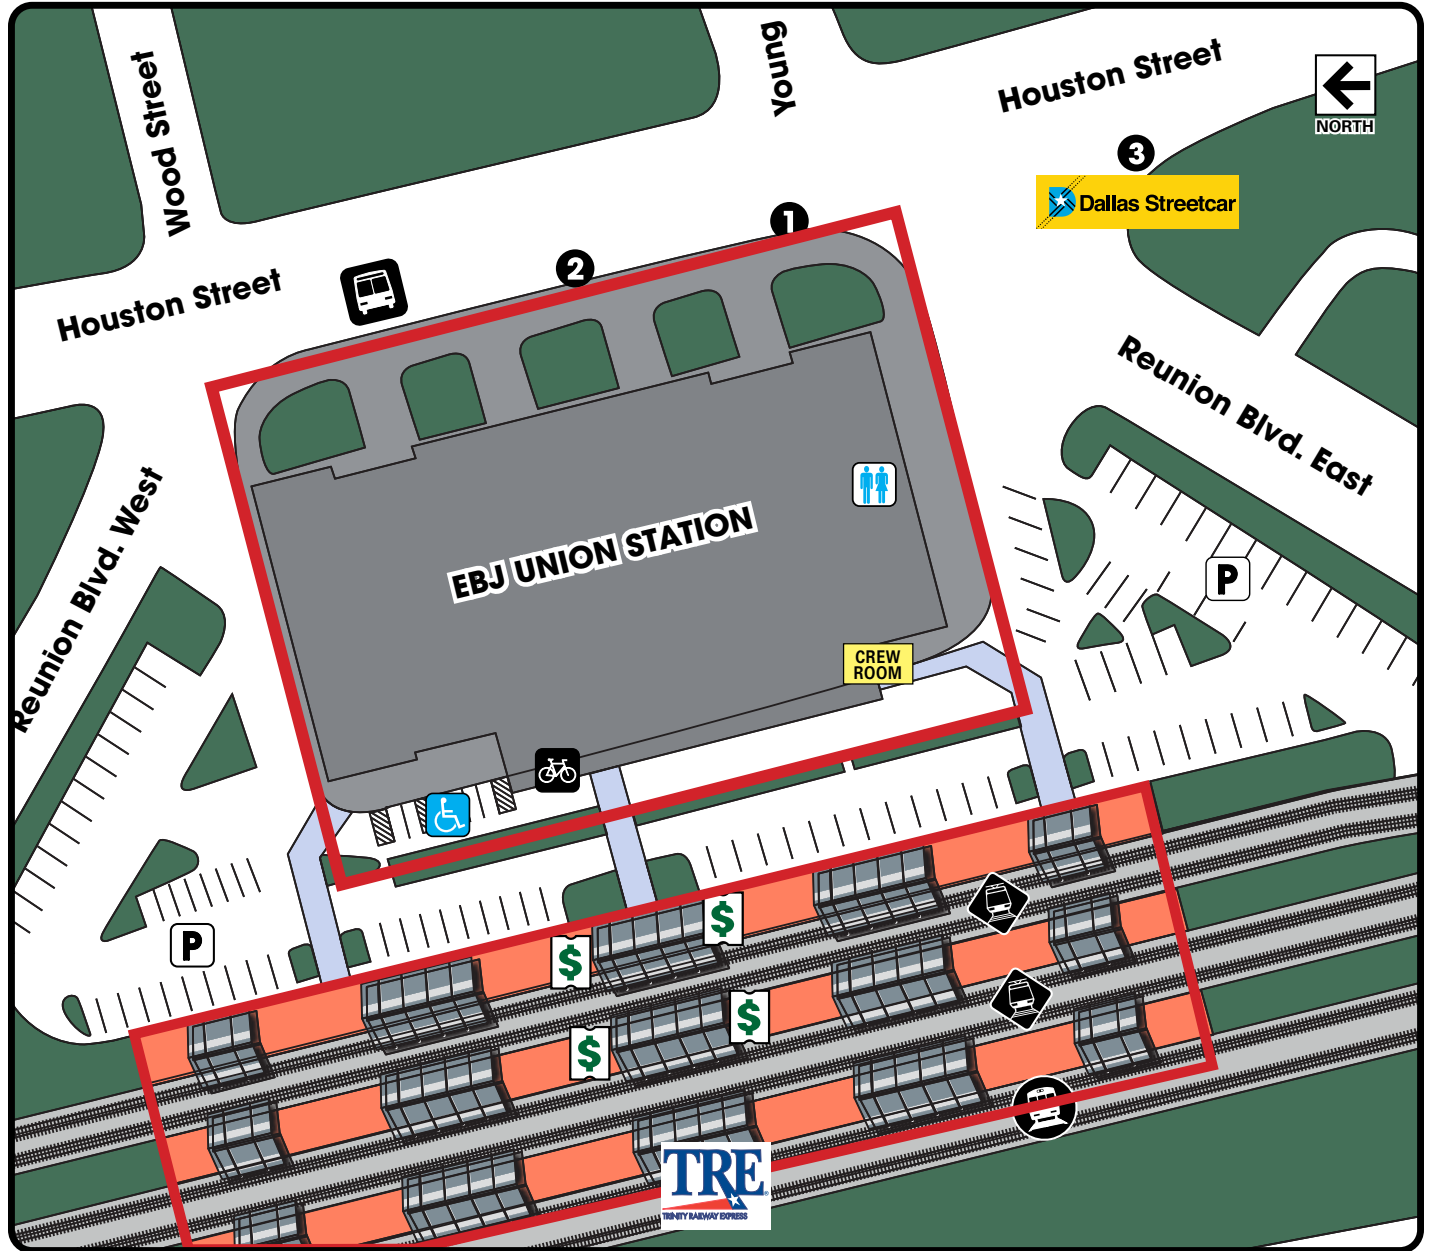 Wood Street
Young
Houston Street
NORTH
3
Dallas Streetcar
1
2
Houston Street
Reunion Blvd. East
Reunion Blvd. West
EBJ UNION STATION
P
CREW
ROOM
P
$
$
$
$
TRE
TRINITY RAILWAY EXPRESS